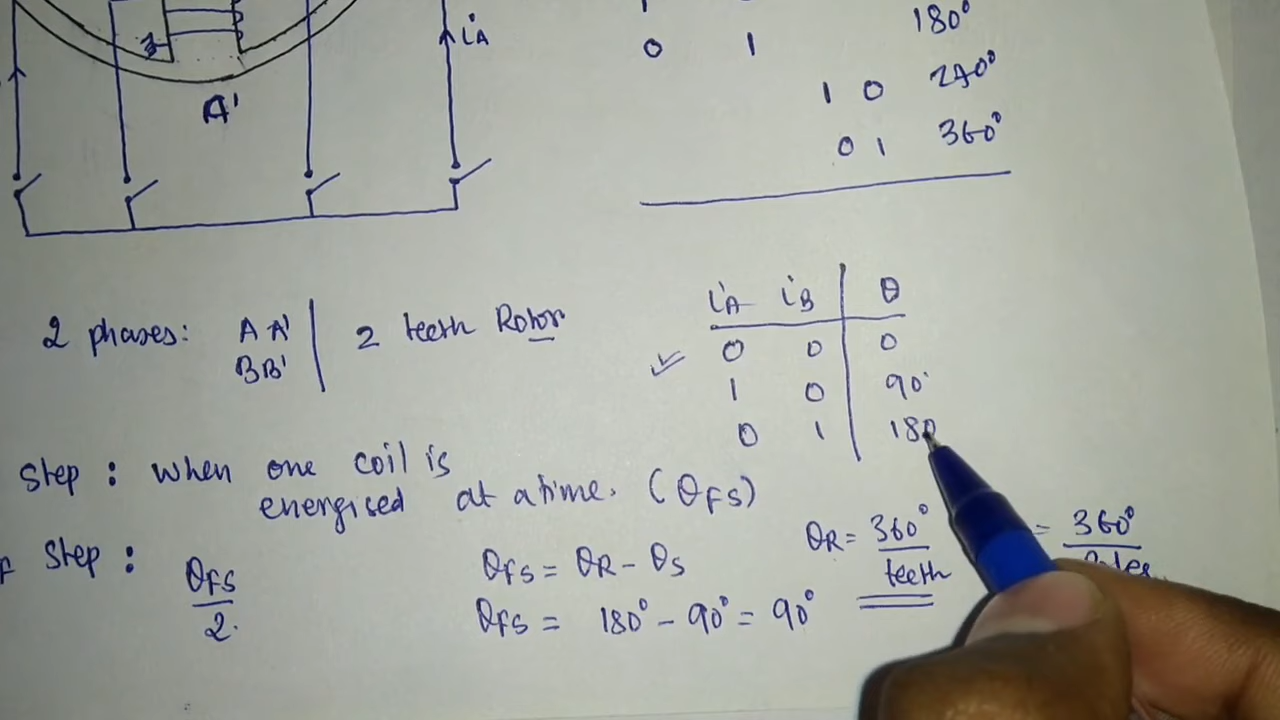 180°
0 1
iA
1 0 270°
A'
0 1 360°
iA iB θ
2 phases: AA' 2 teeth Rotor
BB'
0 0 0
1 0 90°
0 1 180
Step: When one coil is
energised at a time. (θFS)
Step:
θFS = θR - θS
θR = 360° / teeth
= 360°
θFS / 2.
θFS = 180° - 90° = 90°